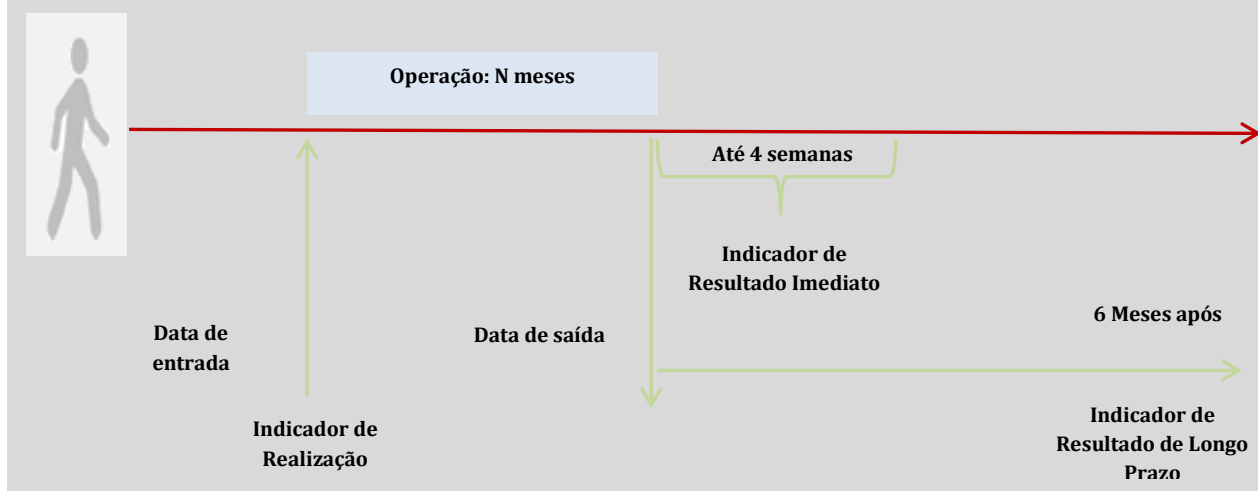 Operação: N meses
Até 4 semanas
Indicador de
Resultado Imediato
6 Meses após
Data de
entrada
Data de saída
Indicador de
Realização
Indicador de
Resultado de Longo
Prazo